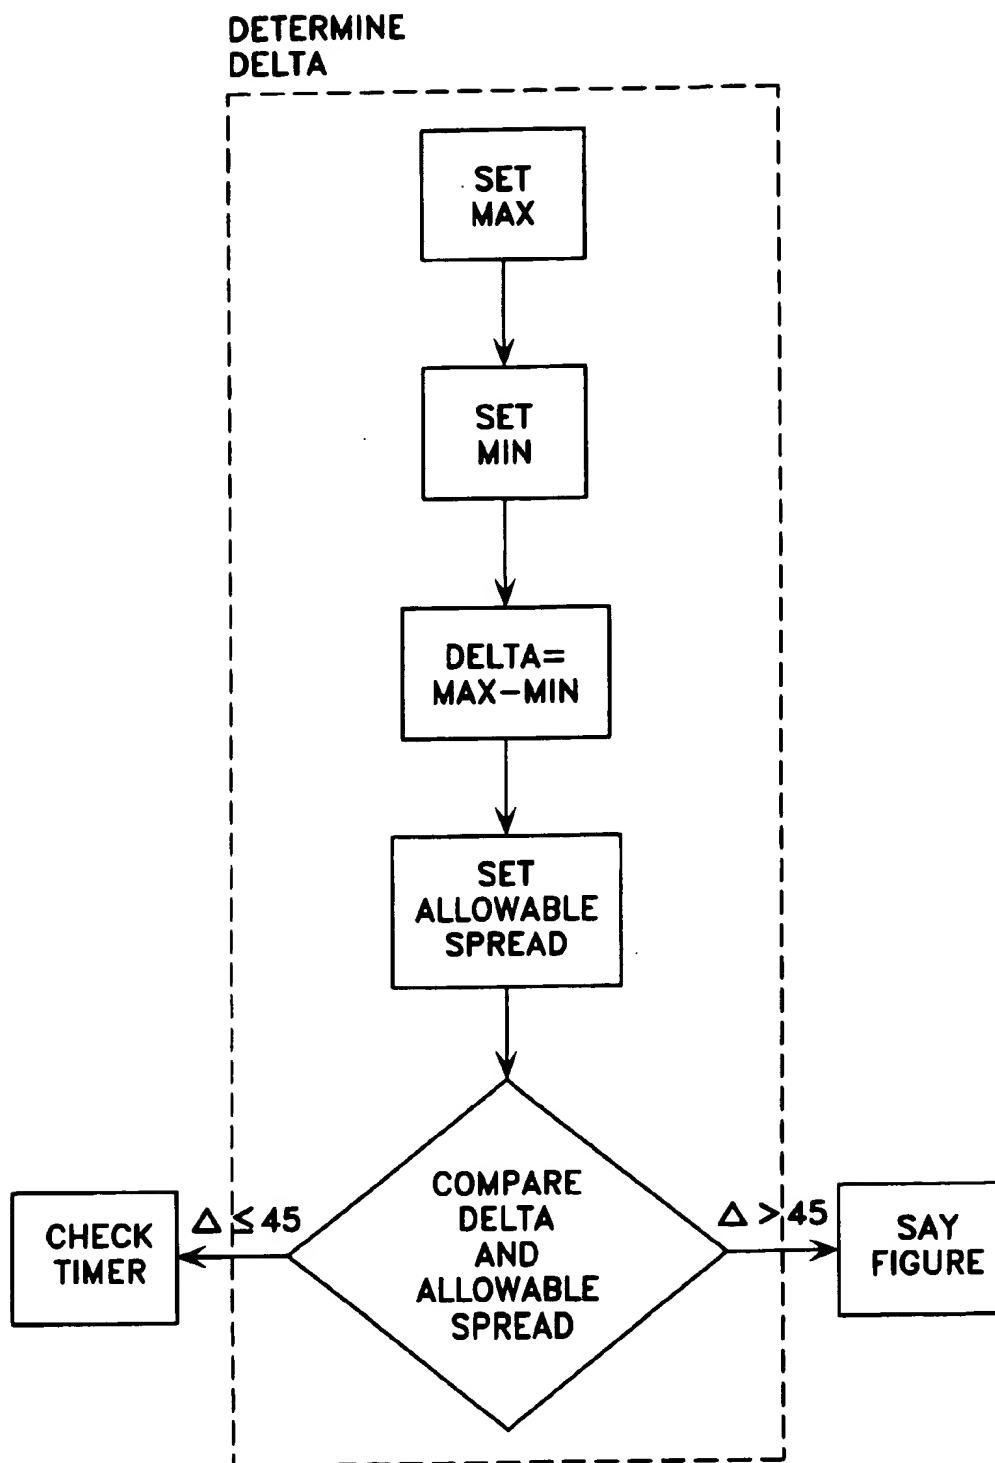 DETERMINE
DELTA
SET
MAX
SET
MIN
DELTA=
MAX-MIN
SET
ALLOWABLE
SPREAD
COMPARE
DELTA
AND
ALLOWABLE
SPREAD
Δ ≤ 45
CHECK
TIMER
Δ > 45
SAY
FIGURE